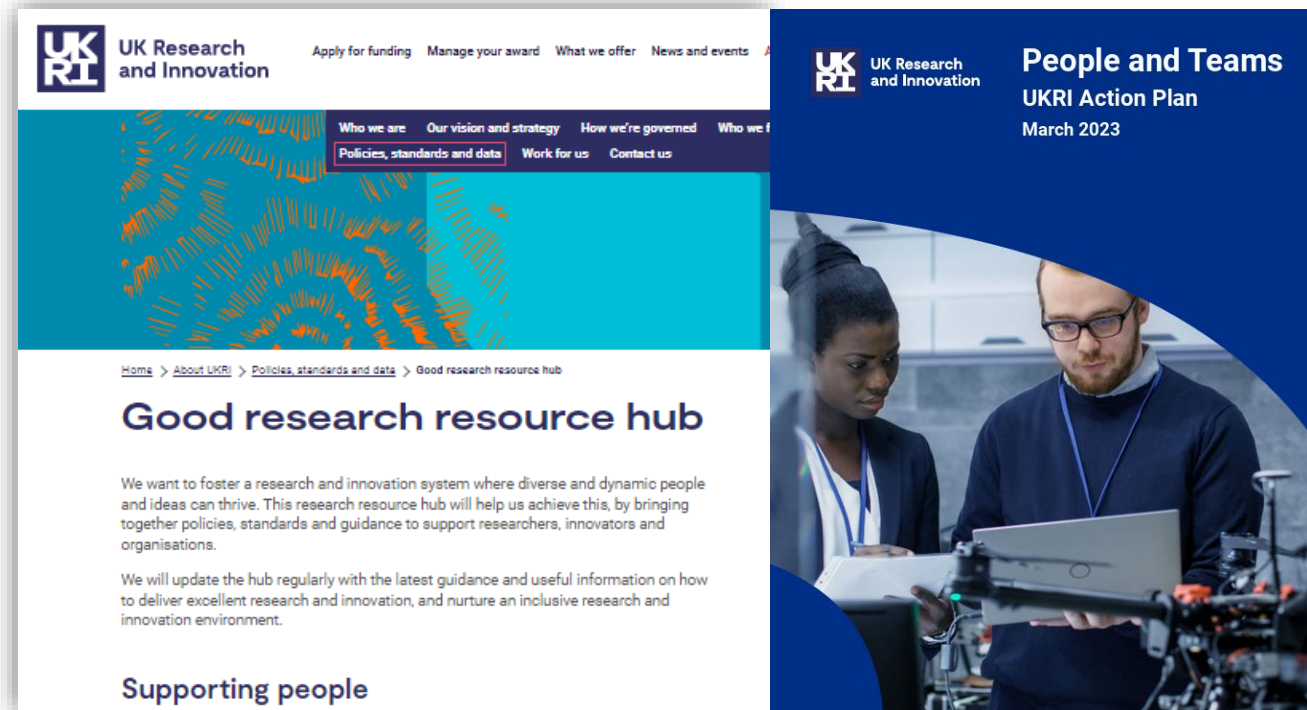 UK
RI
UK Research
and Innovation
Apply for funding Manage your award What we offer News and events
Who we are Our vision and strategy How we're governed Who we f
Policies, standards and data Work for us Contact us
Home > About UKRI > Policies, standards and data > Good research resource hub
Good research resource hub
We want to foster a research and innovation system where diverse and dynamic people
and ideas can thrive. This research resource hub will help us achieve this, by bringing
together policies, standards and guidance to support researchers, innovators and
organisations.
We will update the hub regularly with the latest guidance and useful information on how
to deliver excellent research and innovation, and nurture an inclusive research and
innovation environment.
Supporting people
UK
RI
UK Research
and Innovation
People and Teams
UKRI Action Plan
March 2023